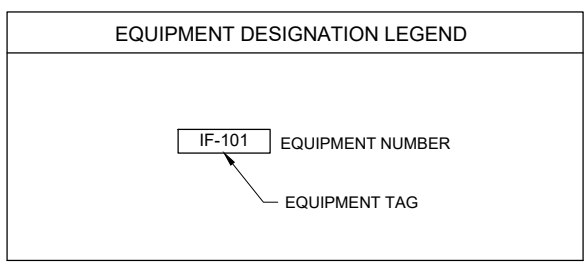 EQUIPMENT DESIGNATION LEGEND
IF-101 EQUIPMENT NUMBER
EQUIPMENT TAG